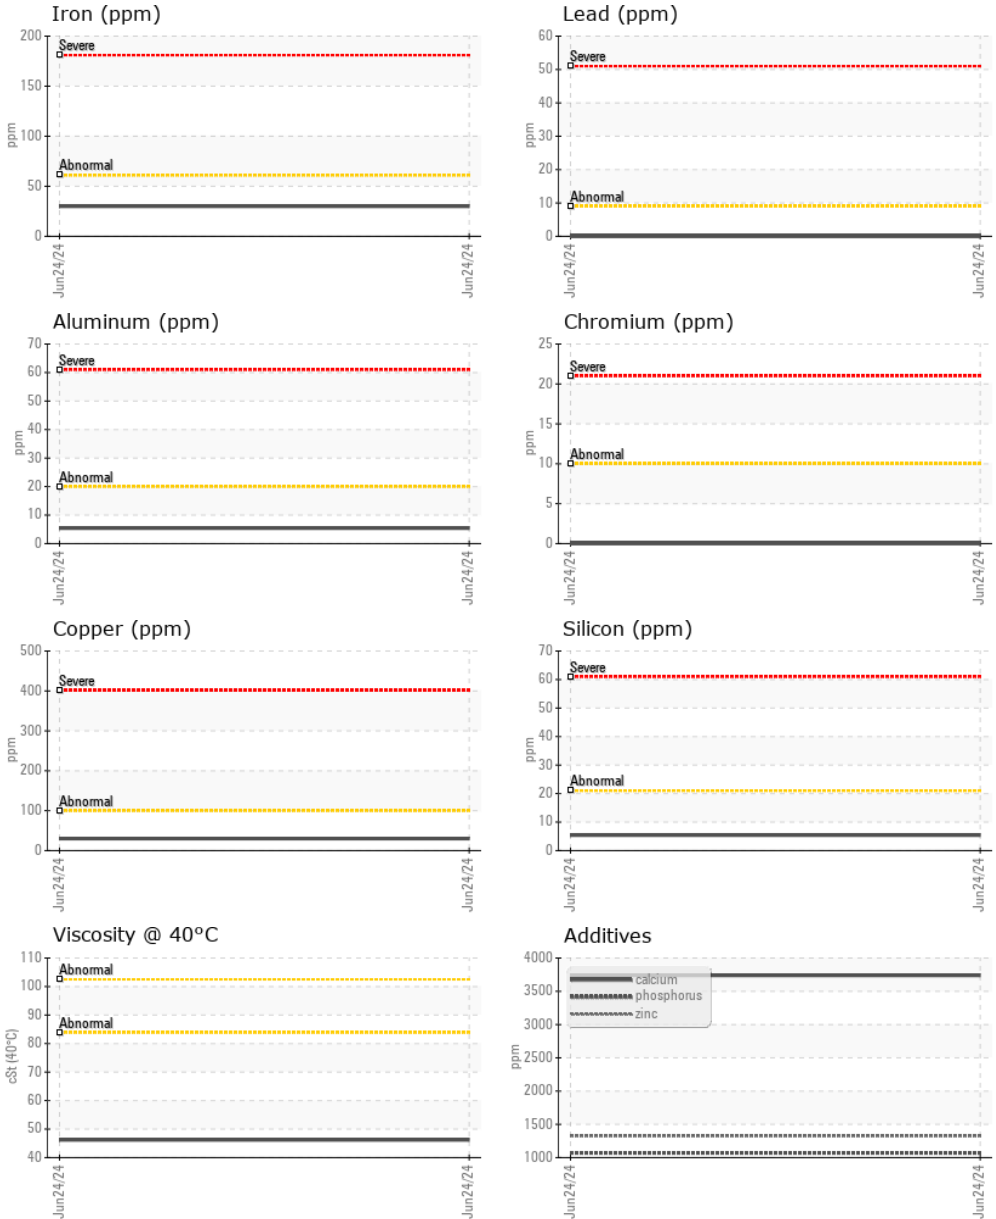 Iron (ppm)
200
150
100
50
0
ppm
Severe
Abnormal
Jun24/24
Jun24/24
Lead (ppm)
60
50
40
30
20
10
0
ppm
Severe
Abnormal
Jun24/24
Jun24/24
Aluminum (ppm)
70
60
50
40
30
20
10
0
ppm
Severe
Abnormal
Jun24/24
Jun24/24
Chromium (ppm)
25
20
15
10
5
0
ppm
Severe
Abnormal
Jun24/24
Jun24/24
Copper (ppm)
500
400
300
200
100
0
ppm
Severe
Abnormal
Jun24/24
Jun24/24
Silicon (ppm)
70
60
50
40
30
20
10
0
ppm
Severe
Abnormal
Jun24/24
Jun24/24
Viscosity @ 40°C
110
100
90
80
70
60
50
40
cSt (40°C)
Abnormal
Abnormal
Jun24/24
Jun24/24
Additives
4000
3500
3000
2500
2000
1500
1000
ppm
calcium
phosphorus
zinc
Jun24/24
Jun24/24